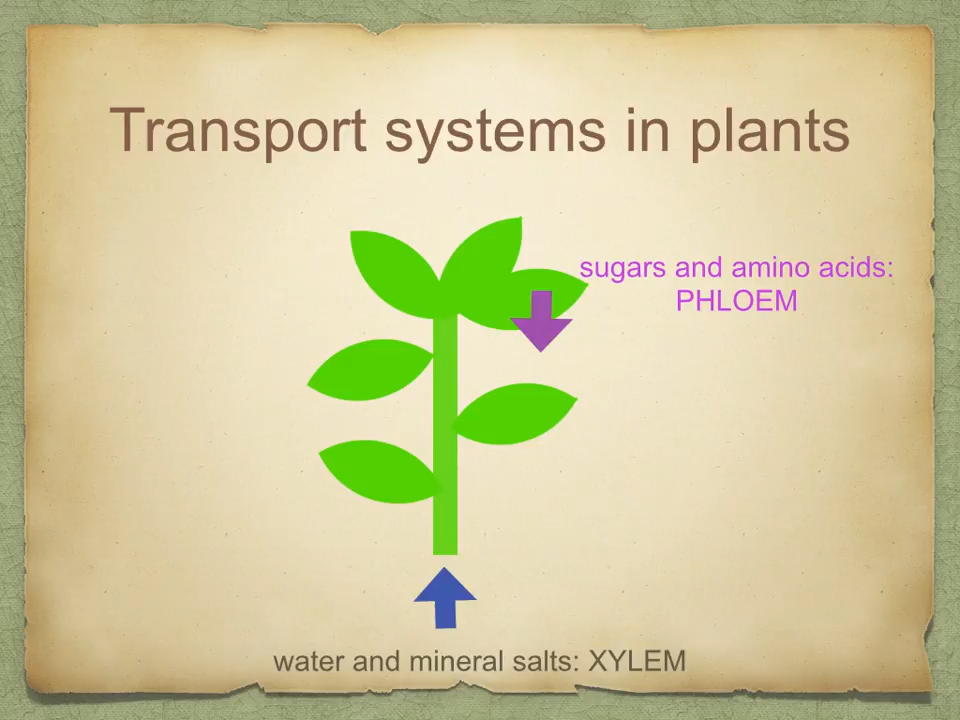 Transport systems in plants
sugars and amino acids:
PHLOEM
water and mineral salts: XYLEM